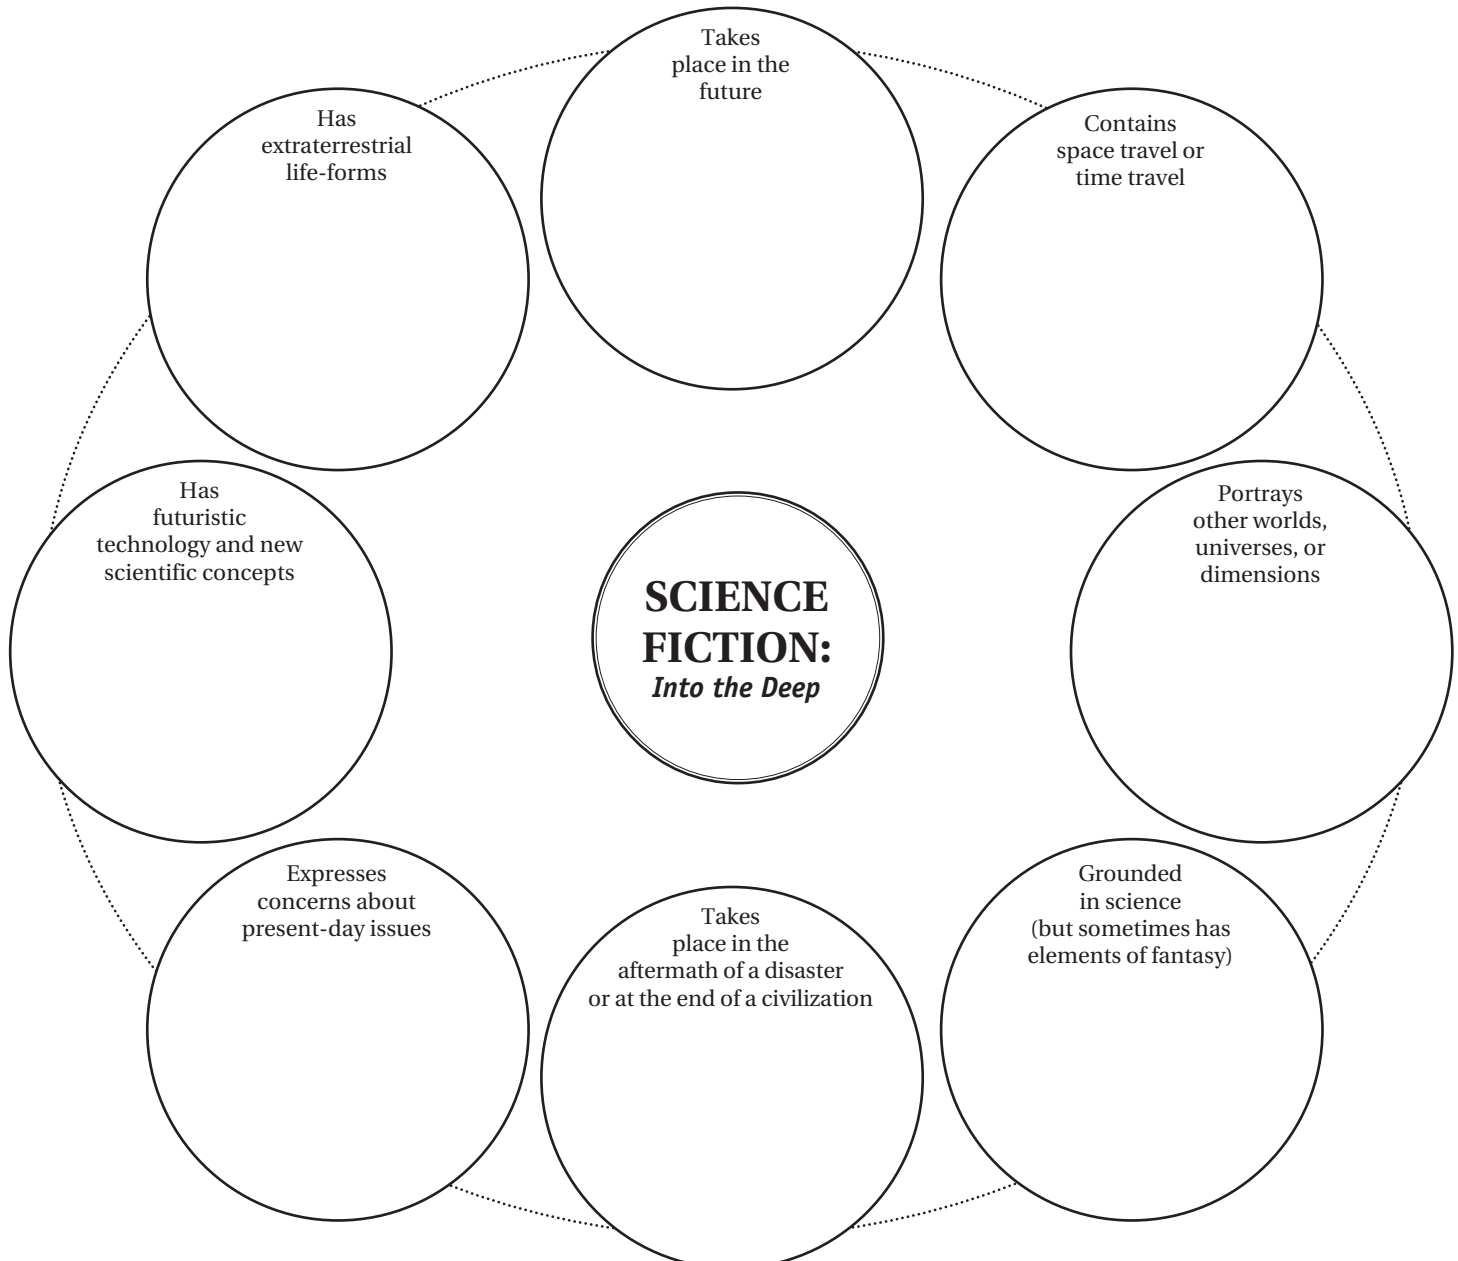 Takes
place in the
future
Has
extraterrestrial
life-forms
Contains
space travel or
time travel
Has
futuristic
technology and new
scientific concepts
Portrays
other worlds,
universes, or
dimensions
SCIENCE
FICTION:
Into the Deep
Expresses
concerns about
present-day issues
Takes
place in the
aftermath of a disaster
or at the end of a civilization
Grounded
in science
(but sometimes has
elements of fantasy)